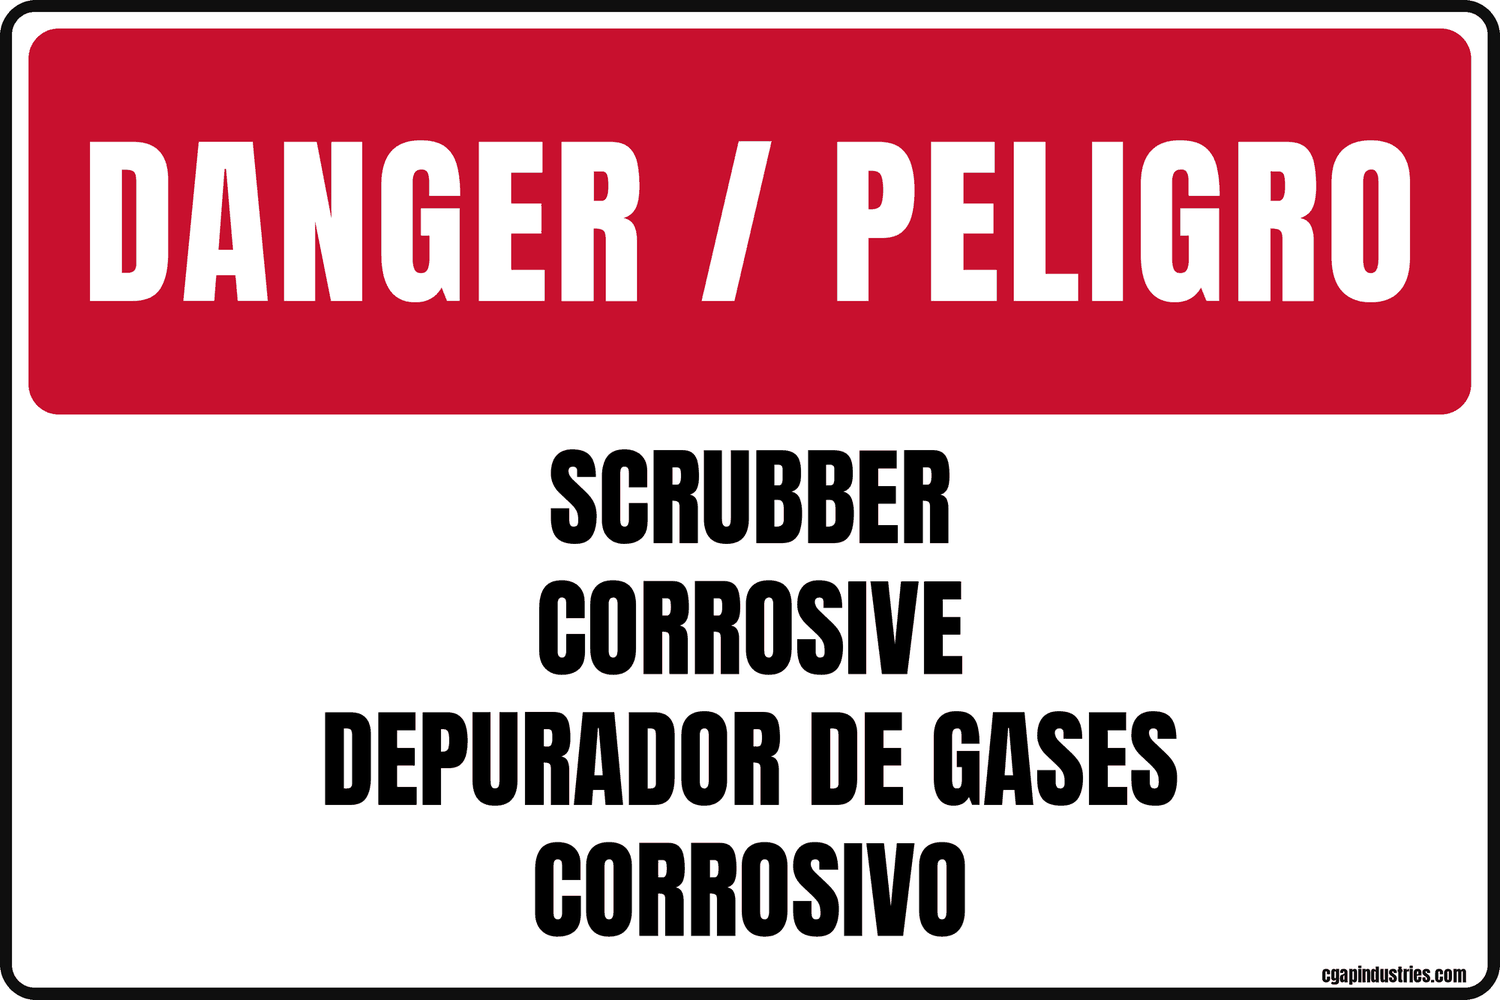 DANGER / PELIGRO
SCRUBBER
CORROSIVE
DEPURADOR DE GASES
CORROSIVO
cgapindustries.com